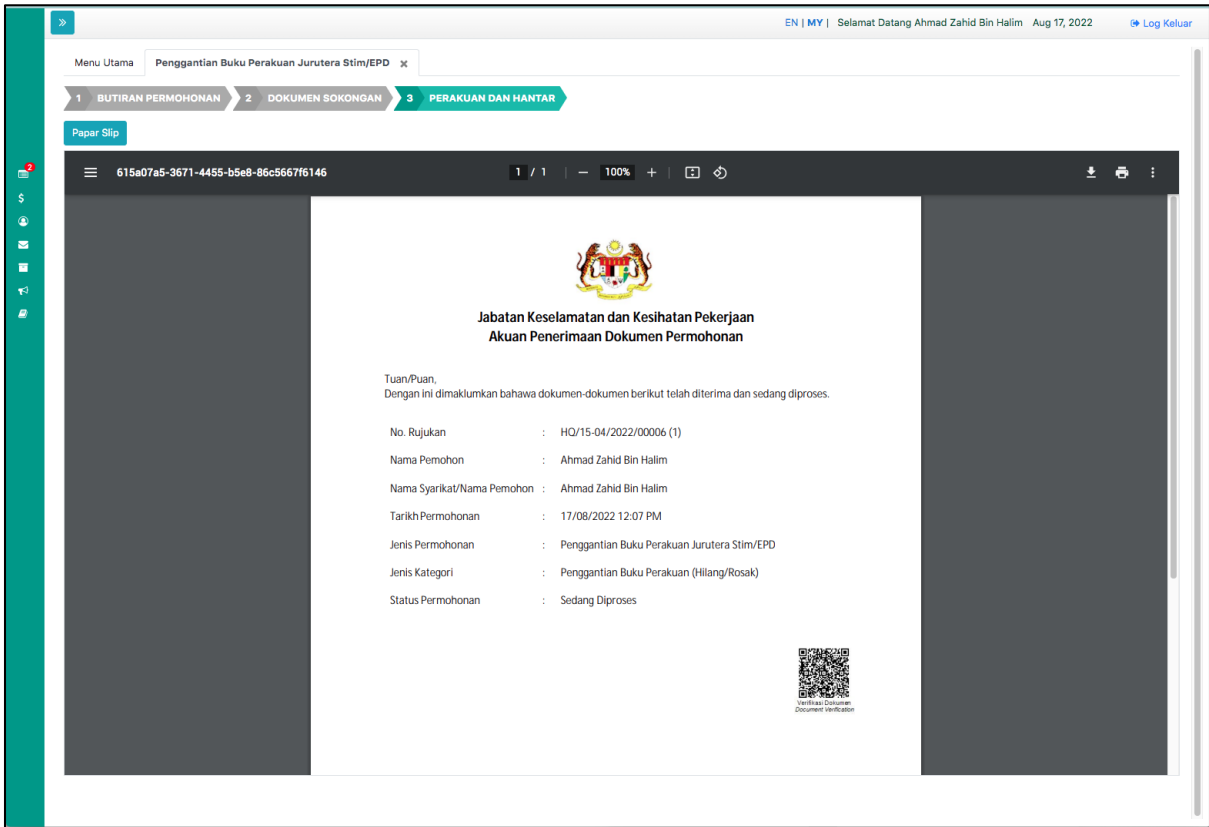 EN | MY | Selamat Datang Ahmad Zahid Bin Halim Aug 17, 2022 Log Keluar
Menu Utama Penggantian Buku Perakuan Jurutera Stim/EPD x
1 BUTIRAN PERMOHONAN 2 DOKUMEN SOKONGAN 3 PERAKUAN DAN HANTAR
Papar Slip
2
615a07a5-3671-4455-b5e8-86c5667f6146 1 / 1 | − 100% + |
Jabatan Keselamatan dan Kesihatan Pekerjaan
Akuan Penerimaan Dokumen Permohonan
Tuan/Puan,
Dengan ini dimaklumkan bahawa dokumen-dokumen berikut telah diterima dan sedang diproses.
No. Rujukan : HQ/15-04/2022/00006 (1)
Nama Pemohon : Ahmad Zahid Bin Halim
Nama Syarikat/Nama Pemohon : Ahmad Zahid Bin Halim
Tarikh Permohonan : 17/08/2022 12:07 PM
Jenis Permohonan : Penggantian Buku Perakuan Jurutera Stim/EPD
Jenis Kategori : Penggantian Buku Perakuan (Hilang/Rosak)
Status Permohonan : Sedang Diproses
Verifikasi Dokumen
Document Verification